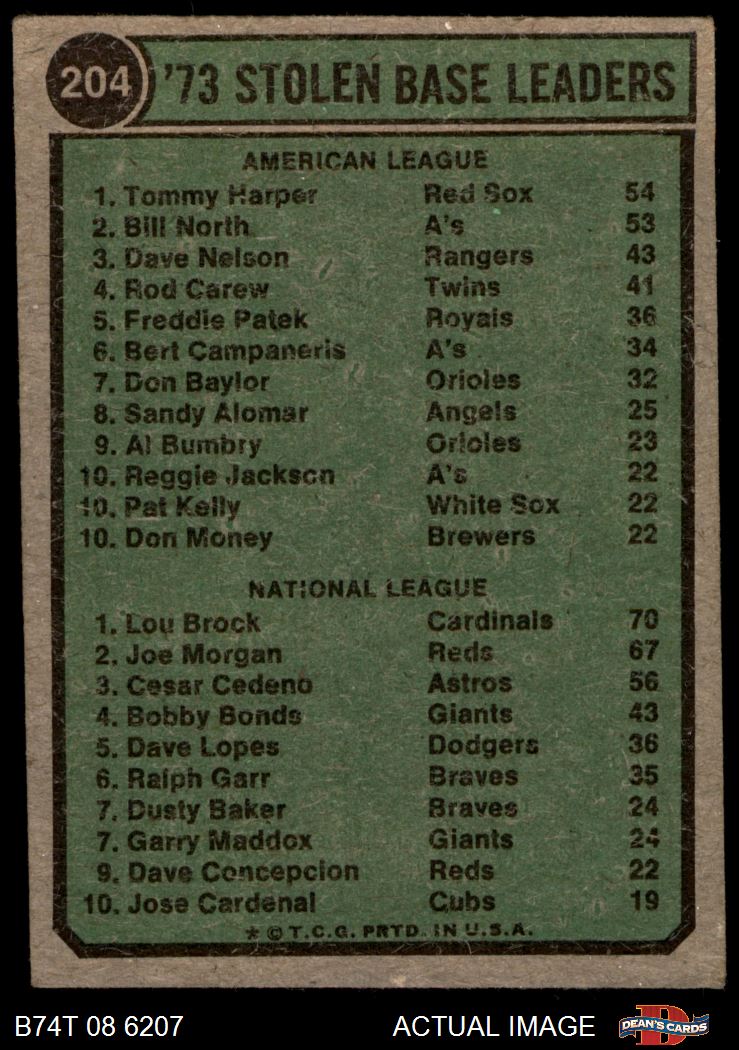 204 '73 STOLEN BASE LEADERS
AMERICAN LEAGUE
1. Tommy Harper Red Sox 54
2. Bill North A's 53
3. Dave Nelson Rangers 43
4. Rod Carew Twins 41
5. Freddie Patek Royals 36
6. Bert Campaneris A's 34
7. Don Baylor Orioles 32
8. Sandy Alomar Angels 25
9. Al Bumbry Orioles 23
10. Reggie Jackson A's 22
10. Pat Kelly White Sox 22
10. Don Money Brewers 22
NATIONAL LEAGUE
1. Lou Brock Cardinals 70
2. Joe Morgan Reds 67
3. Cesar Cedeno Astros 56
4. Bobby Bonds Giants 43
5. Dave Lopes Dodgers 36
6. Ralph Garr Braves 35
7. Dusty Baker Braves 24
7. Garry Maddox Giants 24
9. Dave Concepcion Reds 22
10. Jose Cardenal Cubs 19
* © T.C.G. PRTD. IN U.S.A.
B74T 08 6207 ACTUAL IMAGE D DEAN'S CARDS